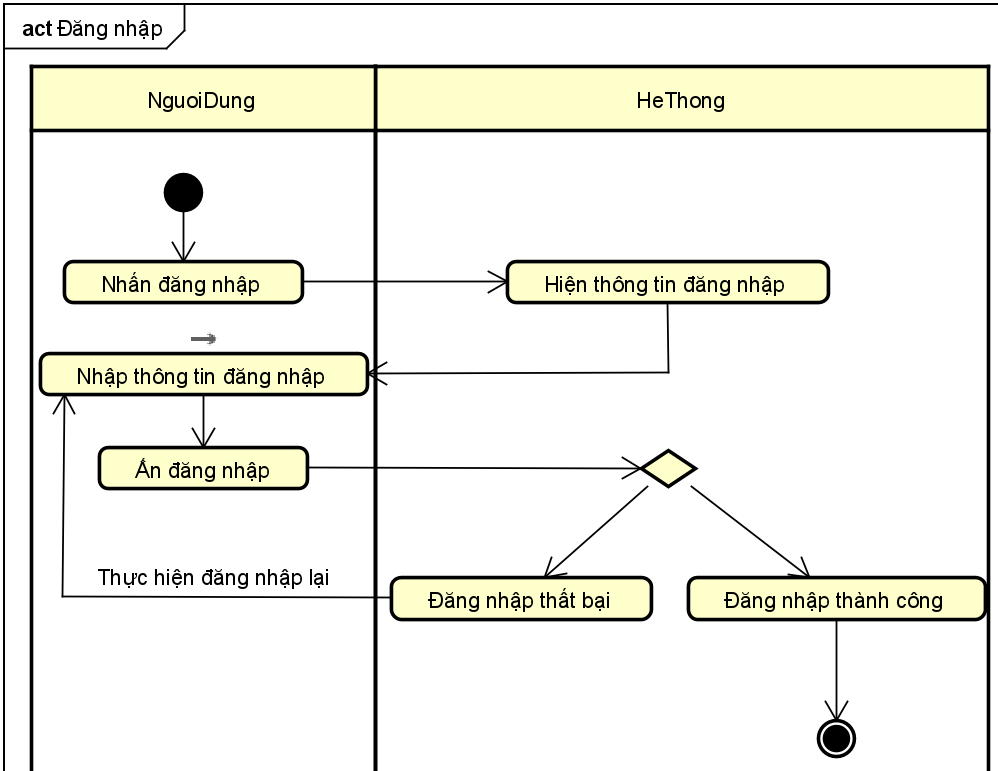 act Đăng nhập
NguoiDung
HeThong
Nhấn đăng nhập
Hiện thông tin đăng nhập
Nhập thông tin đăng nhập
Ấn đăng nhập
Thực hiện đăng nhập lại
Đăng nhập thất bại
Đăng nhập thành công